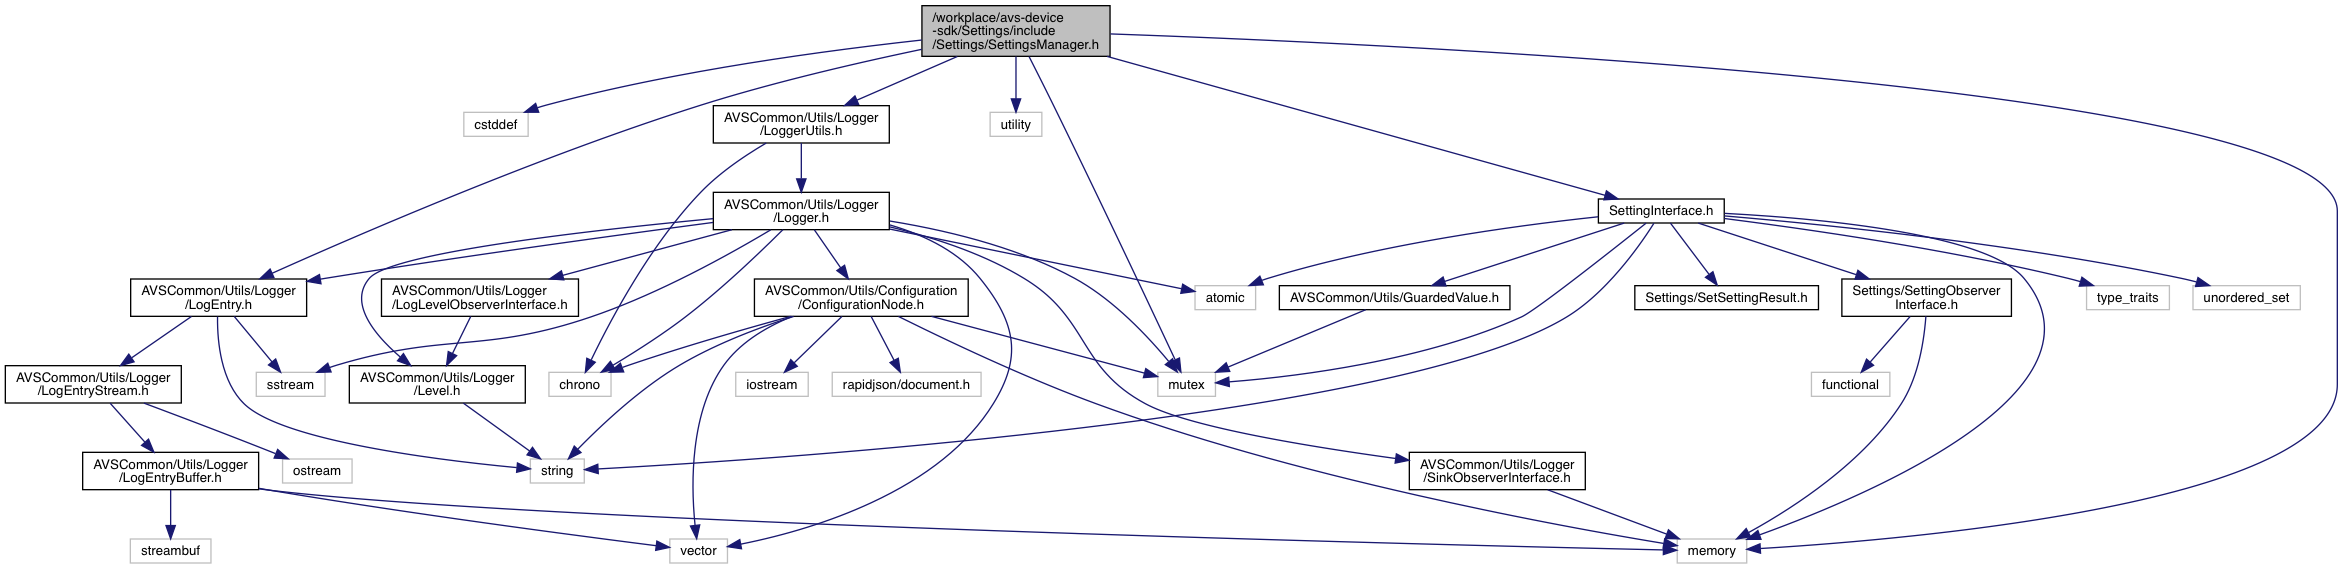 /workplace/avs-device
-sdk/Settings/include
/Settings/SettingsManager.h
cstddef
AVSCommon/Utils/Logger
/LoggerUtils.h
utility
AVSCommon/Utils/Logger
/Logger.h
SettingInterface.h
AVSCommon/Utils/Logger
/LogEntry.h
AVSCommon/Utils/Logger
/LogLevelObserverInterface.h
AVSCommon/Utils/Configuration
/ConfigurationNode.h
atomic
AVSCommon/Utils/GuardedValue.h
Settings/SetSettingResult.h
Settings/SettingObserver
Interface.h
type_traits
unordered_set
AVSCommon/Utils/Logger
/LogEntryStream.h
sstream
AVSCommon/Utils/Logger
/Level.h
chrono
iostream
rapidjson/document.h
mutex
functional
AVSCommon/Utils/Logger
/LogEntryBuffer.h
ostream
string
AVSCommon/Utils/Logger
/SinkObserverInterface.h
streambuf
vector
memory